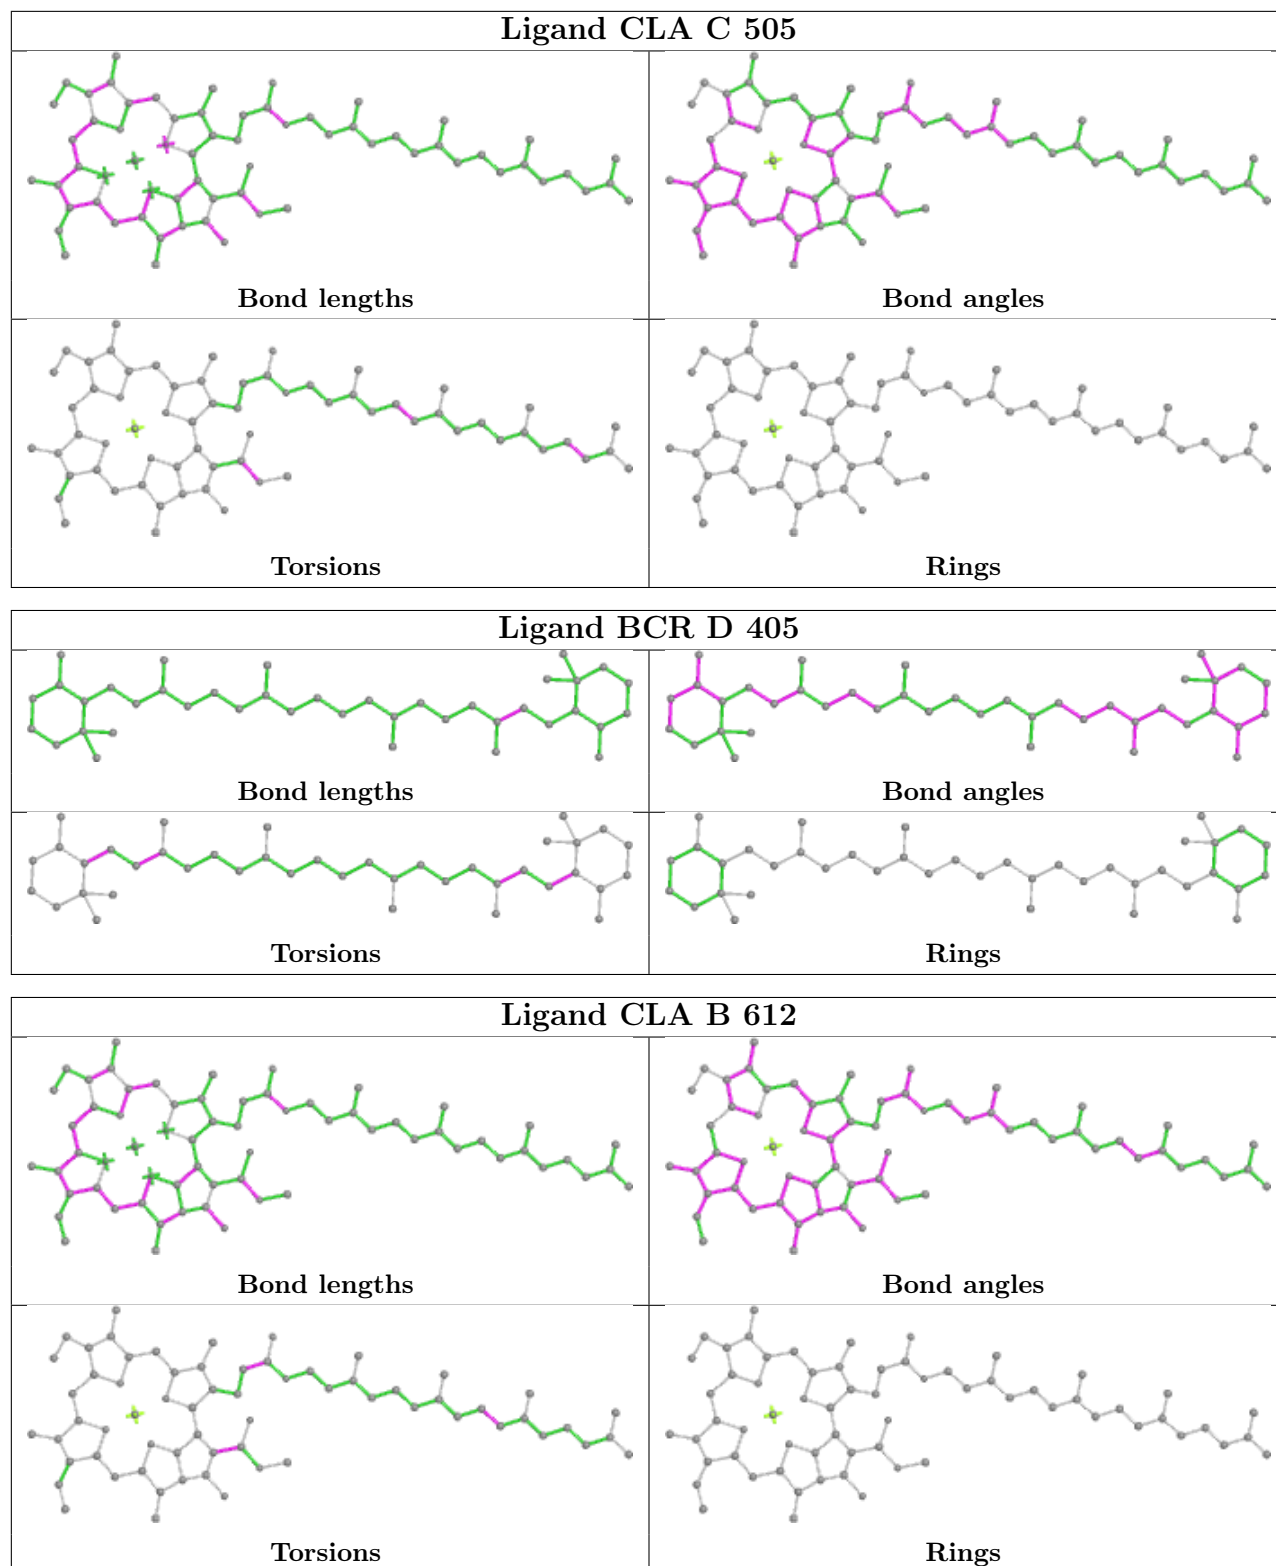 Ligand CLA C 505
Bond lengths
Bond angles
Torsions
Rings
Ligand BCR D 405
Bond lengths
Bond angles
Torsions
Rings
Ligand CLA B 612
Bond lengths
Bond angles
Torsions
Rings